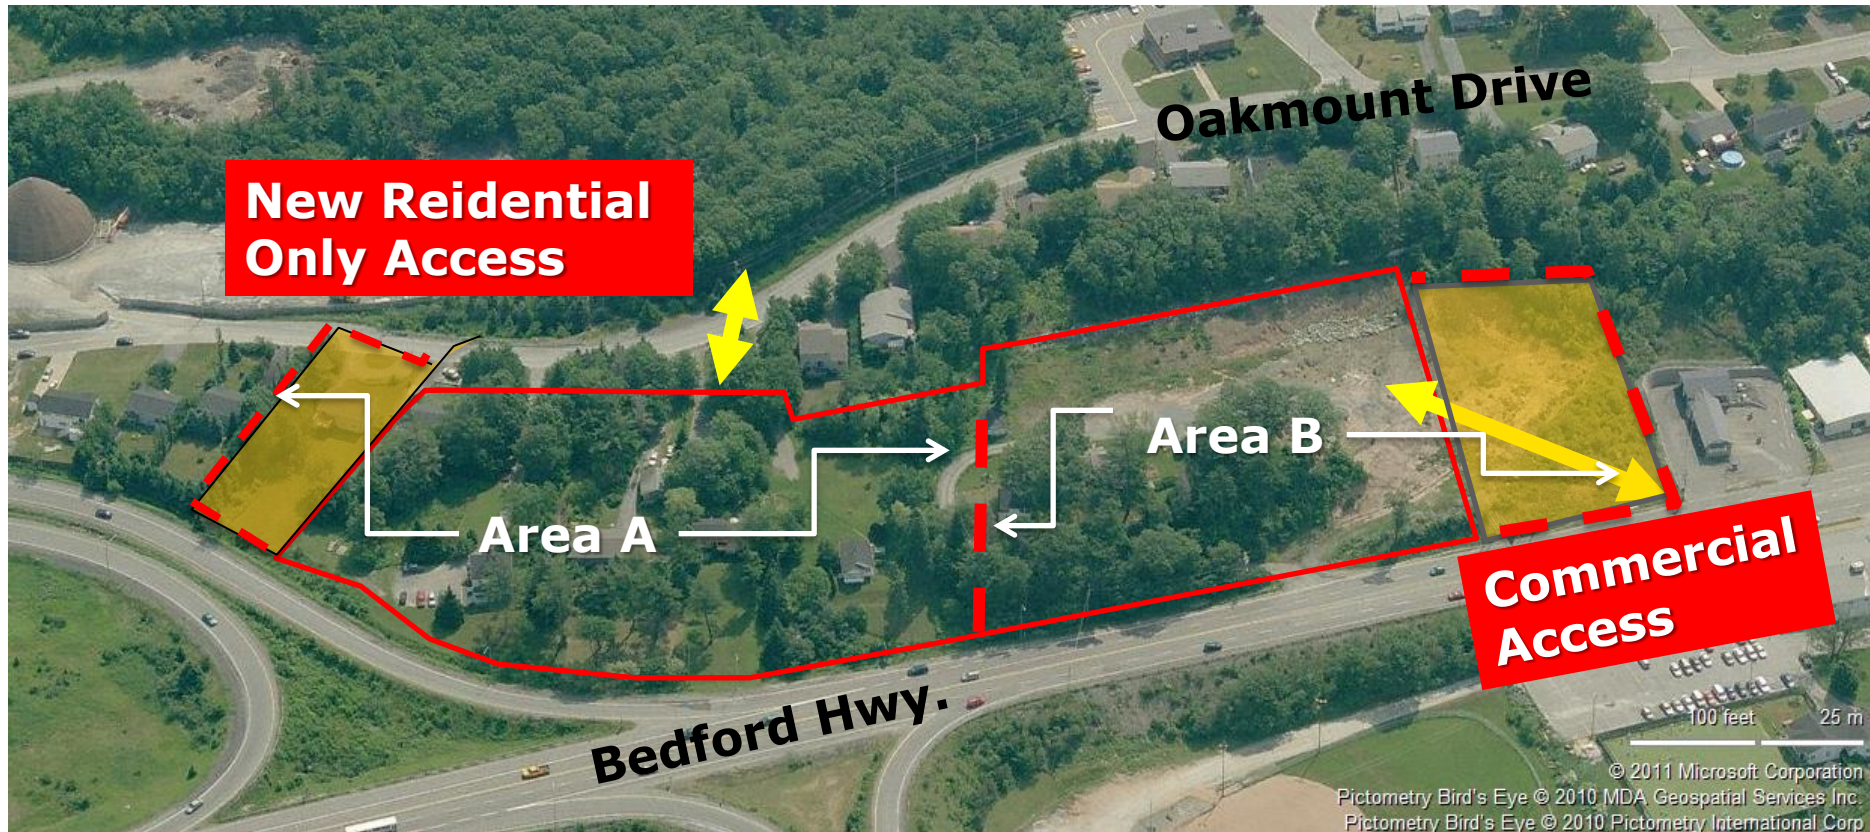 Oakmount Drive
New Reidential
Only Access
Area B
Area A
Commercial
Access
Bedford Hwy.
100 feet 25 m
© 2011 Microsoft Corporation
Pictometry Bird's Eye © 2010 MDA Geospatial Services Inc.
Pictometry Bird's Eye © 2010 Pictometry International Corp